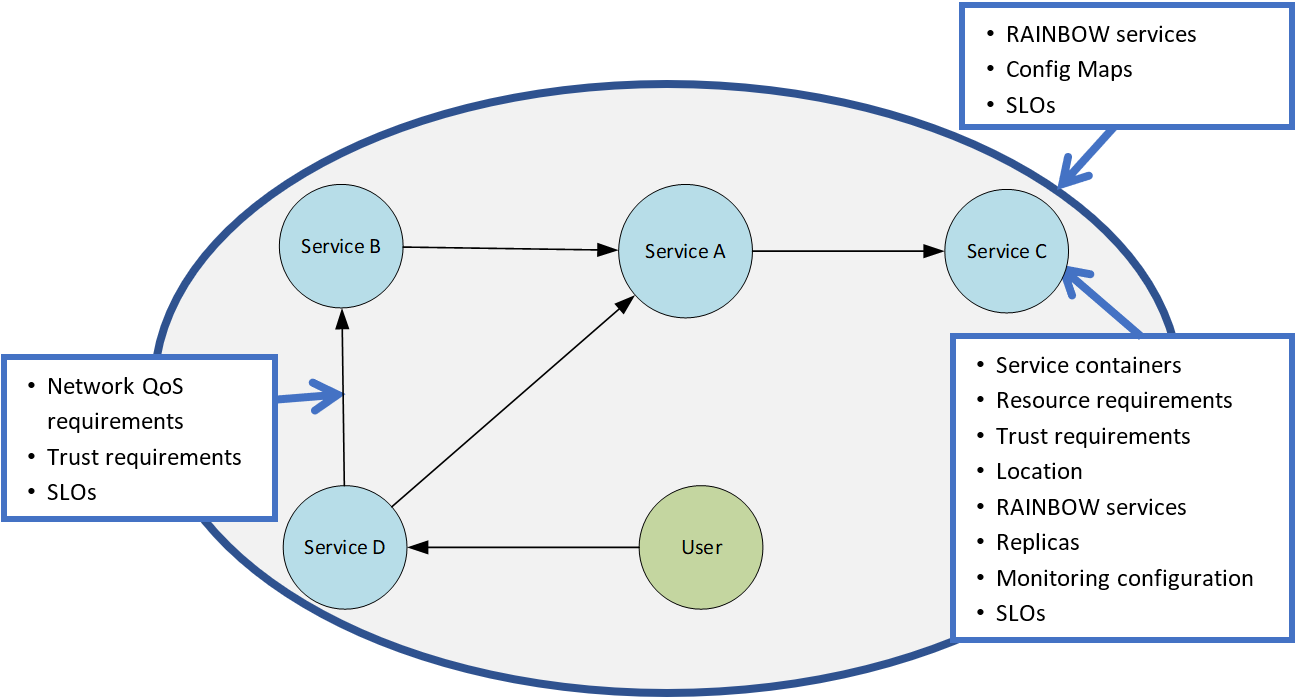 • RAINBOW services
• Config Maps
• SLOs
Service B
Service A
Service C
• Network QoS
requirements
• Trust requirements
• SLOs
• Service containers
• Resource requirements
• Trust requirements
• Location
• RAINBOW services
• Replicas
• Monitoring configuration
• SLOs
Service D
User